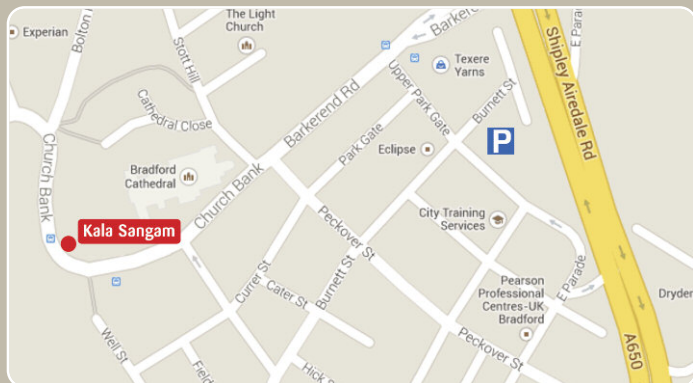 Experian
Bolton
The Light
Church
Stott Hill
Barkerend
E Parade
Shipley Airedale Rd
Texere
Yarns
Upper Park Gate
Burnett St
Cathedral Close
Barkerend Rd
Park Gate
Eclipse
P
Church Bank
Bradford
Cathedral
Church Bank
Kala Sangam
Peckover St
City Training
Services
Currer St
Cater St
Burnett St
E Parade
Pearson
Professional
Centres-UK
Bradford
Dryden
Well St
Peckover St
A650